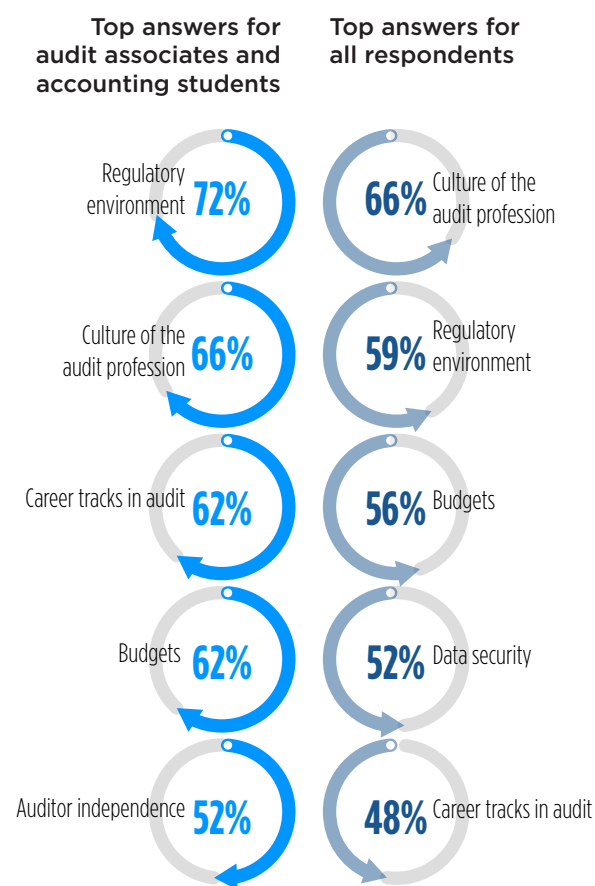 Top answers for
audit associates and
accounting students
Top answers for
all respondents
Regulatory
environment
72%
66%
Culture of the
audit profession
Culture of the
audit profession
66%
59%
Regulatory
environment
Career tracks in audit
62%
56%
Budgets
Budgets
62%
52%
Data security
Auditor independence
52%
48%
Career tracks in audit